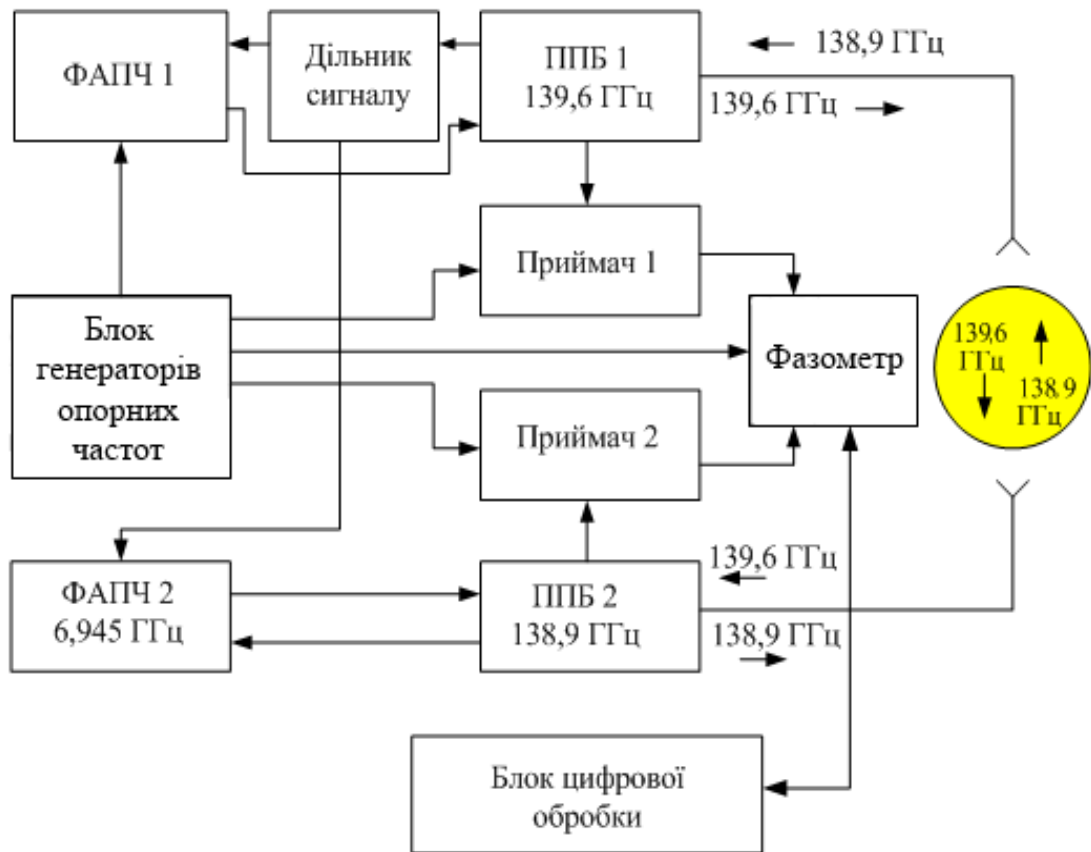 ФАПЧ 1
Дільник
сигналу
ППБ 1
139,6 ГГц
138,9 ГГц
139,6 ГГц
Приймач 1
Блок
генераторів
опорних
частот
Фазометр
139,6
ГГц
138,9
ГГц
Приймач 2
ФАПЧ 2
6,945 ГГц
ППБ 2
138,9 ГГц
139,6 ГГц
138,9 ГГц
Блок цифрової
обробки